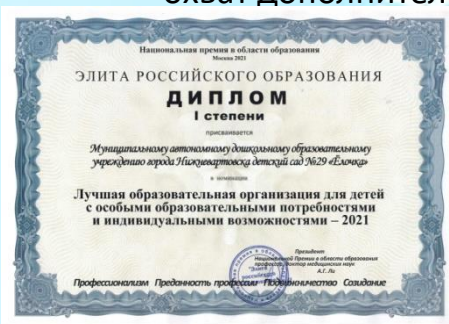 охват дополнител
Национальная премия в области образования
Москва 2021
ЭЛИТА РОССИЙСКОГО ОБРАЗОВАНИЯ
ДИПЛОМ
I степени
присваивается
Муниципальному автономному дошкольному образовательному
учреждению города Нижневартовска детский сад №29 «Ёлочка»
в номинации
Лучшая образовательная организация для детей
с особыми образовательными потребностями
и индивидуальными возможностями – 2021
Президент
Национальной Премии в области образования
профессор, доктор медицинских наук
А.Г. Ли
Профессионализм Преданность профессии Подвижничество Созидание